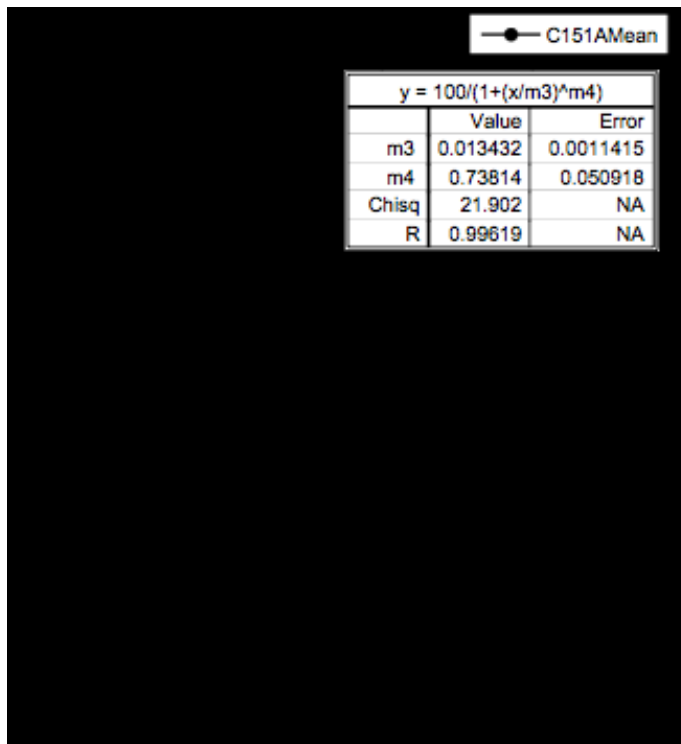 C151AMean
y = 100/(1+(x/m3)^m4)
Value Error
m3 0.013432 0.0011415
m4 0.73814 0.050918
Chisq 21.902 NA
R 0.99619 NA